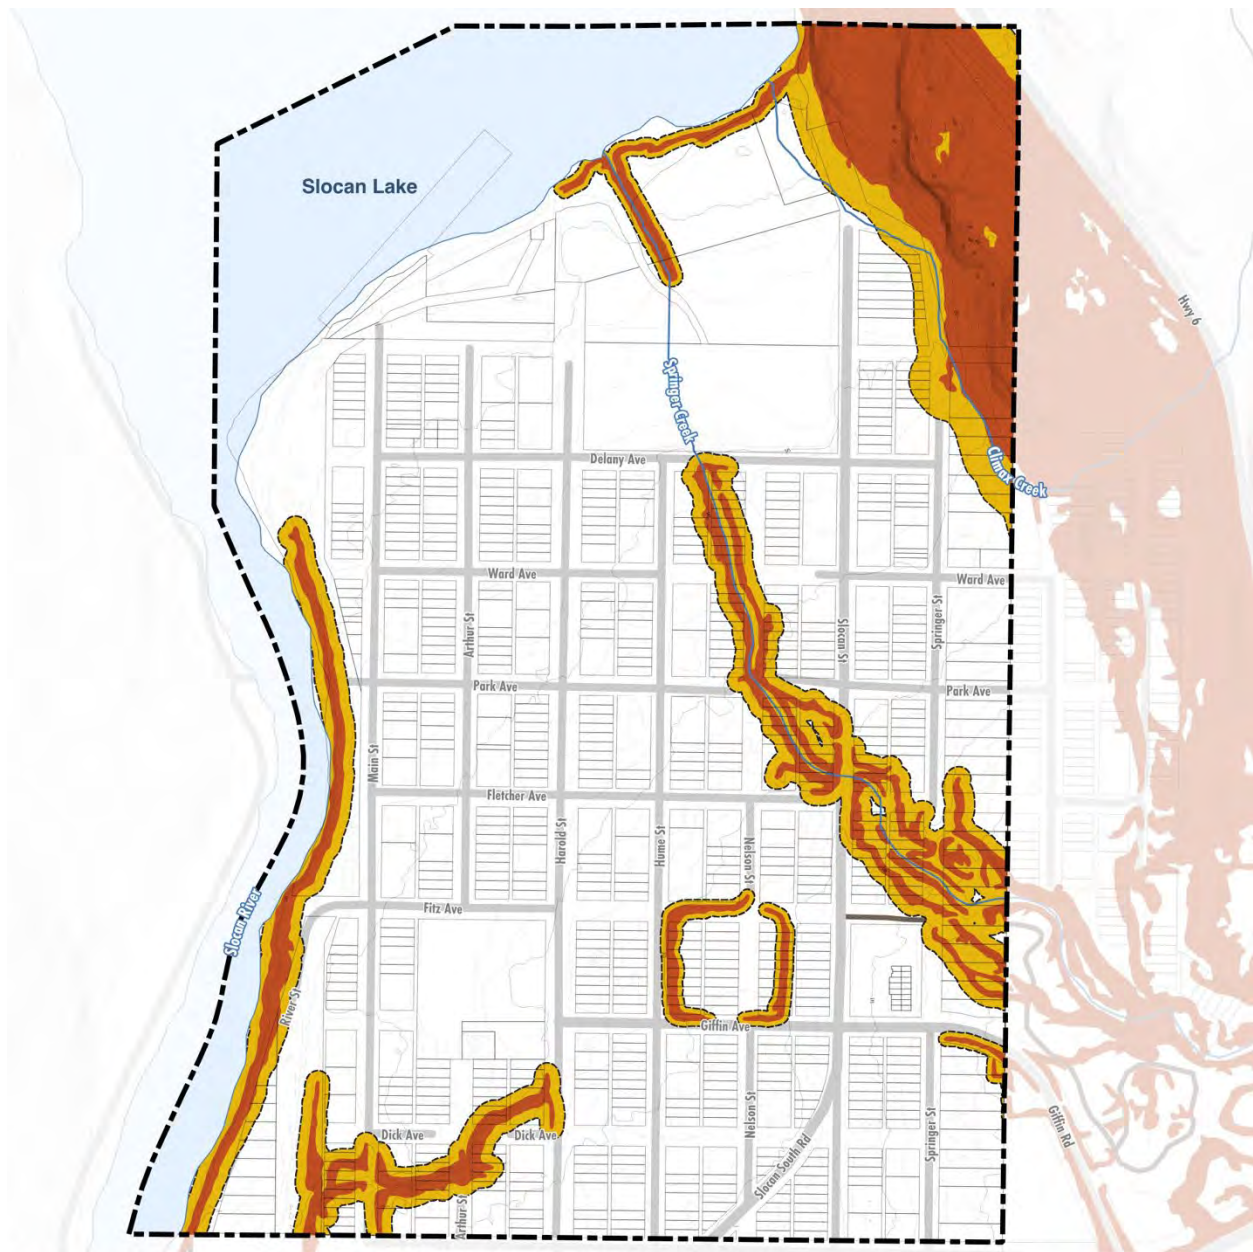 Slocan Lake
Hwy 6
Springer Creek
Delany Ave
Climax Creek
Ward Ave
Ward Ave
Arthur St
Slocan St
Springer St
Park Ave
Park Ave
Main St
Fletcher Ave
Harold St
Hume St
Nelson St
Slocan River
Fitz Ave
River St
Giffin Ave
Nelson St
Springer St
Giffin Rd
Dick Ave
Dick Ave
Slocan South Rd
Arthur St